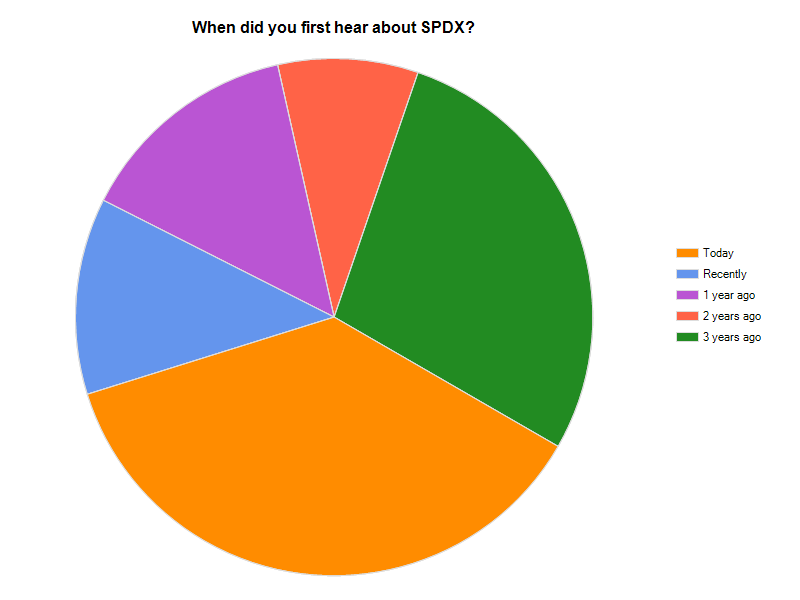 When did you first hear about SPDX?
Today
Recently
1 year ago
2 years ago
3 years ago